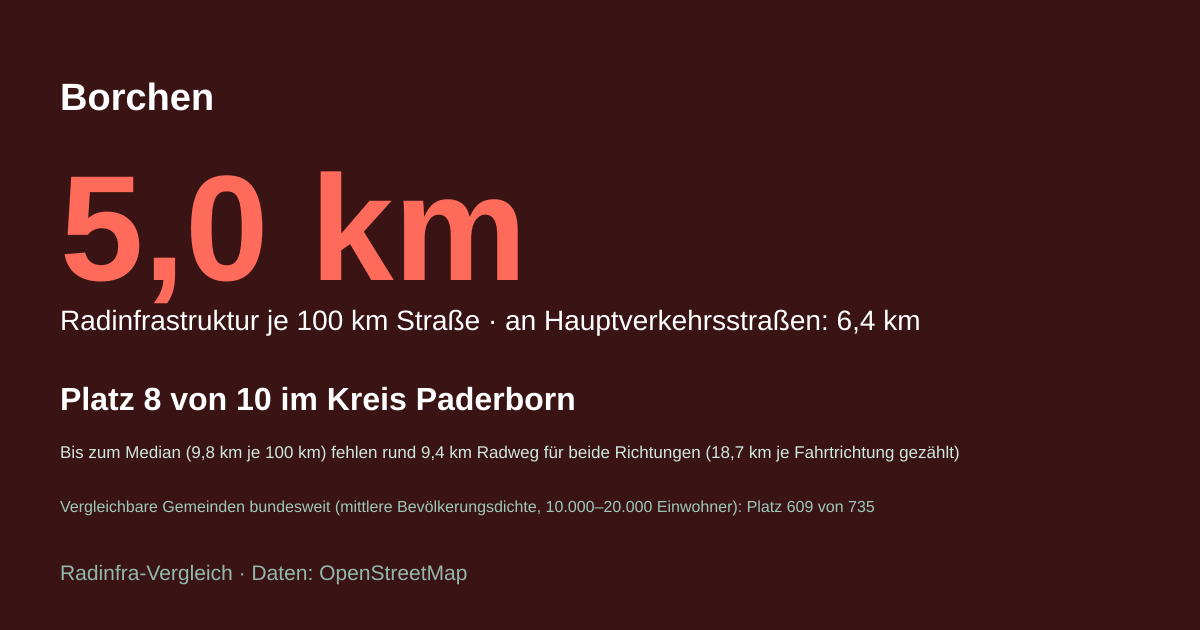 Borchen
5,0 km
Radinfrastruktur je 100 km Straße · an Hauptverkehrsstraßen: 6,4 km
Platz 8 von 10 im Kreis Paderborn
Bis zum Median (9,8 km je 100 km) fehlen rund 9,4 km Radweg für beide Richtungen (18,7 km je Fahrtrichtung gezählt)
Vergleichbare Gemeinden bundesweit (mittlere Bevölkerungsdichte, 10.000–20.000 Einwohner): Platz 609 von 735
Radinfra-Vergleich · Daten: OpenStreetMap